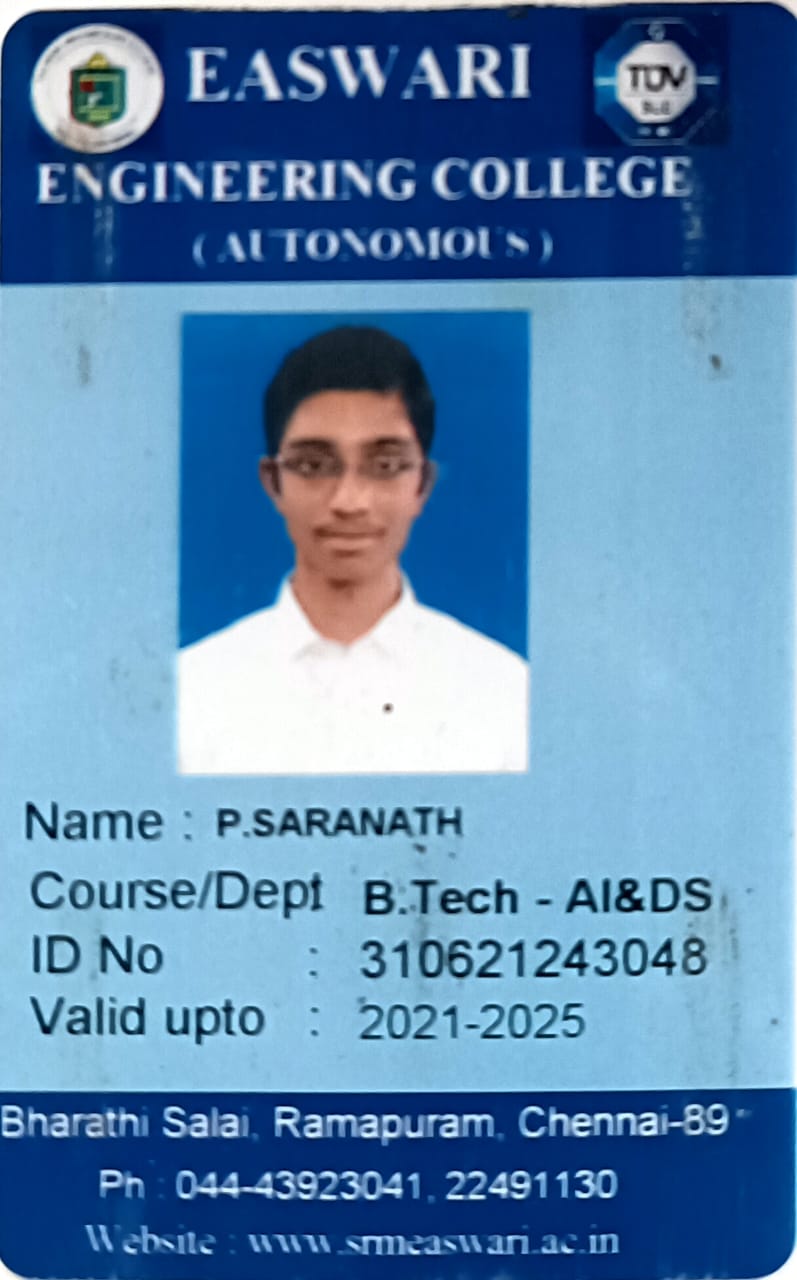 EASWARI
TÜV
ENGINEERING COLLEGE
( AUTONOMOUS )
Name : P.SARANATH
Course/Dept B.Tech - AI&DS
ID No : 310621243048
Valid upto : 2021-2025
Bharathi Salai, Ramapuram, Chennai-89
Ph : 044-43923041, 22491130
Website : www.srmeaswari.ac.in